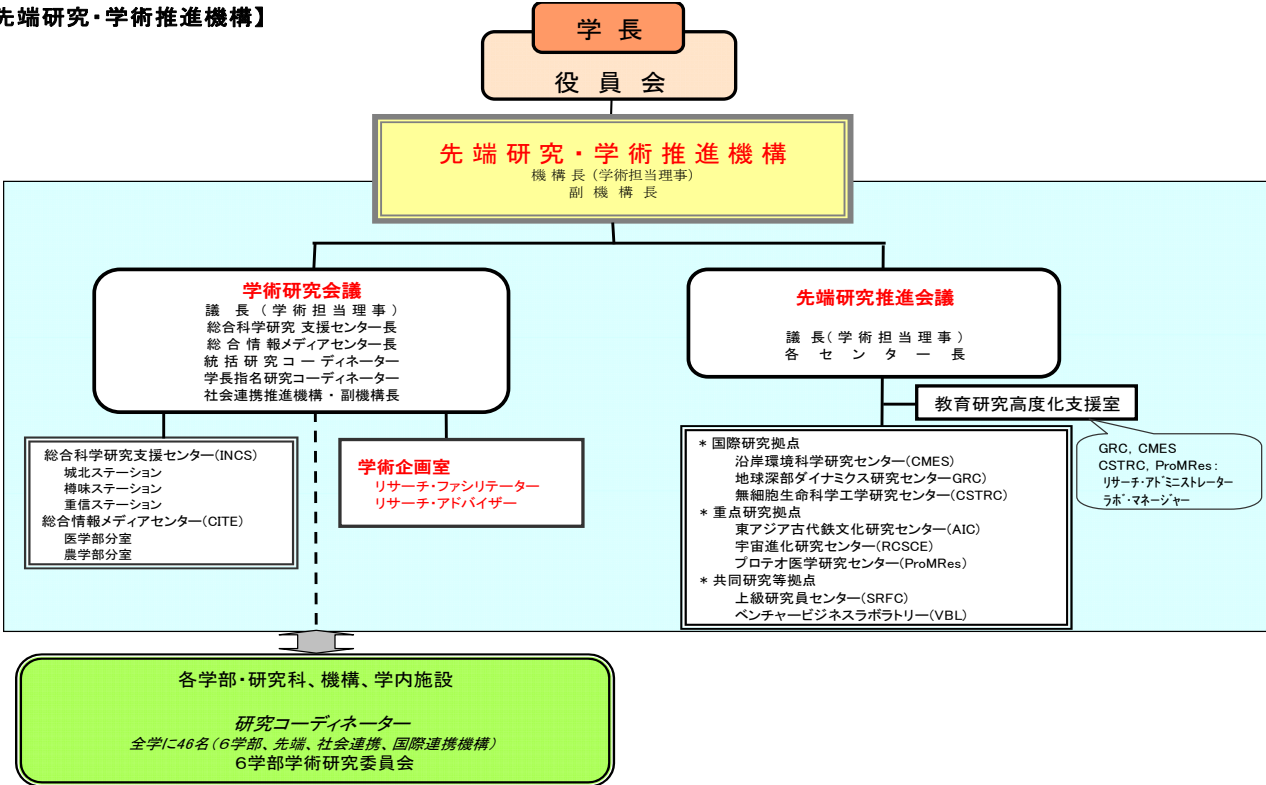 先端研究・学術推進機構】
学 長
役 員 会
先 端 研 究 ・ 学 術 推 進 機 構
機 構 長 (学術担当理事)
副 機 構 長
学術研究会議
議 長 ( 学 術 担 当 理 事 )
総合科学研究 支援センター長
総 合 情 報メディアセンター長
統 括 研 究 コ ー ディネーター
学長指名研究コーディネーター
社会連携推進機構・副機構長
先端研究推進会議
議 長( 学 術 担 当 理 事 )
各 セ ン タ ー 長
教育研究高度化支援室
GRC, CMES
CSTRC, ProMRes:
リサーチ・アドミニストレーター
ラボ・マネージャー
総合科学研究支援センター(INCS)
城北ステーション
樽味ステーション
重信ステーション
総合情報メディアセンター(CITE)
医学部分室
農学部分室
学術企画室
リサーチ・ファシリテーター
リサーチ・アドバイザー
* 国際研究拠点
沿岸環境科学研究センター(CMES)
地球深部ダイナミクス研究センターGRC)
無細胞生命科学工学研究センター(CSTRC)
* 重点研究拠点
東アジア古代鉄文化研究センター(AIC)
宇宙進化研究センター(RCSCE)
プロテオ医学研究センター(ProMRes)
* 共同研究等拠点
上級研究員センター(SRFC)
ベンチャービジネスラボラトリー(VBL)
各学部・研究科、機構、学内施設
研究コーディネーター
全学に46名(6学部、先端、社会連携、国際連携機構)
6学部学術研究委員会